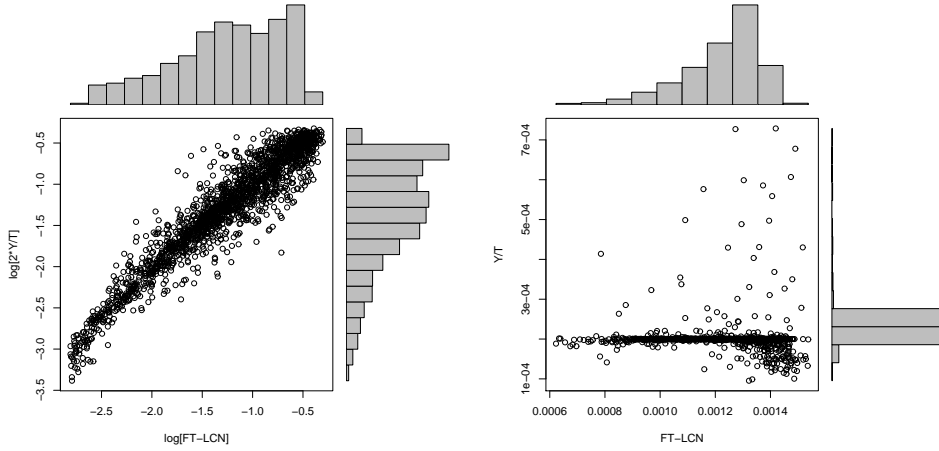 -0.5
-1.0
-1.5
-2.0
-2.5
-3.0
-3.5
log[2*Y/T]
-2.5 -2.0 -1.5 -1.0 -0.5
log[FT-LCN]
7e-04
5e-04
3e-04
1e-04
Y/T
0.0006 0.0008 0.0010 0.0012 0.0014
FT-LCN